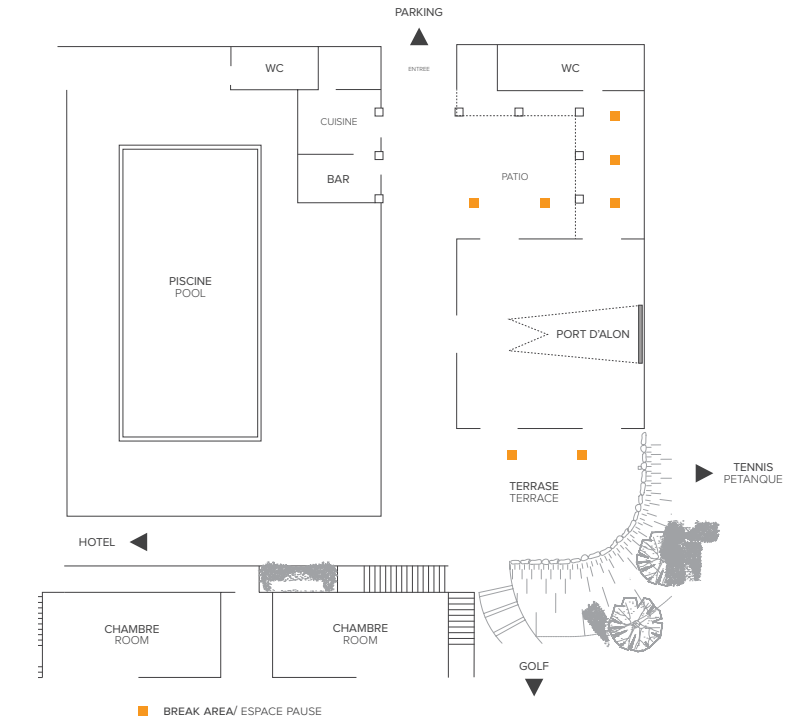 PARKING
ENTREE
WC
WC
CUISINE
BAR
PATIO
PISCINE
POOL
PORT D'ALON
TERRASE
TERRACE
TENNIS
PETANQUE
HOTEL
CHAMBRE
ROOM
CHAMBRE
ROOM
GOLF
BREAK AREA/ ESPACE PAUSE